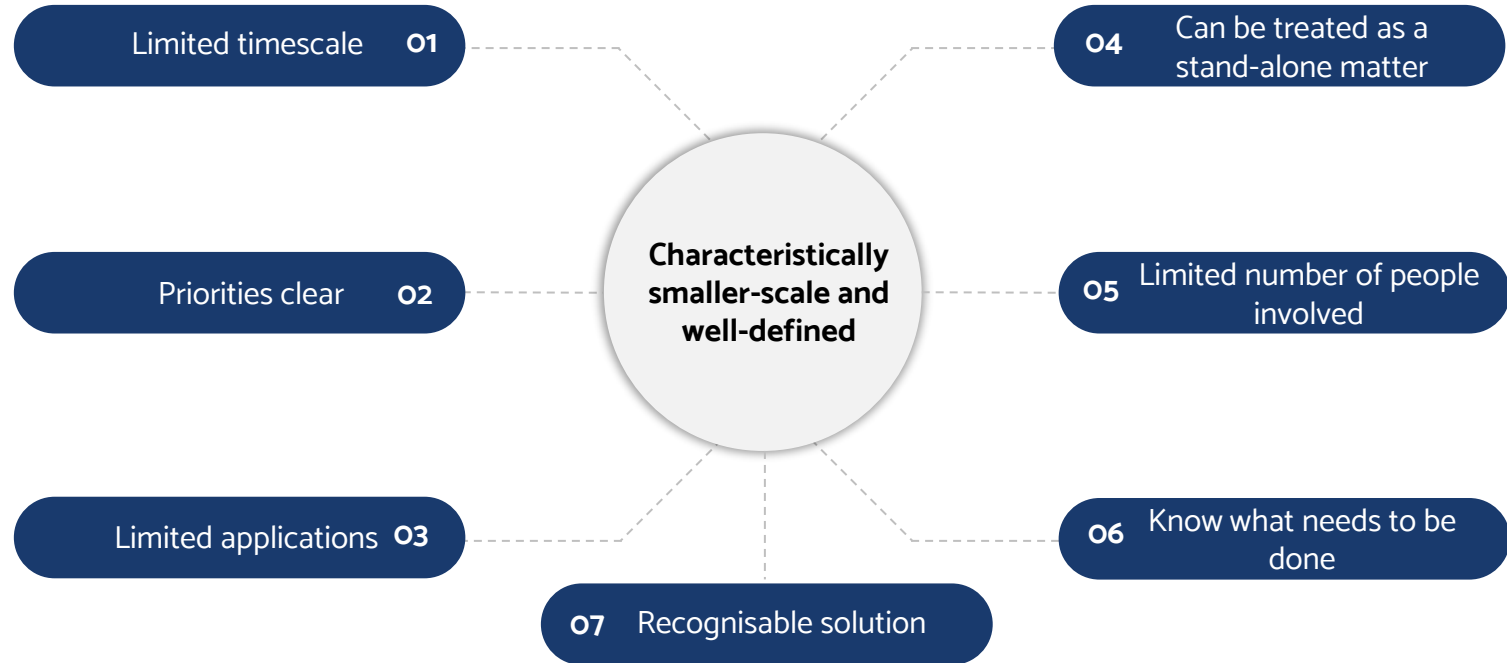 Limited timescale 01
Priorities clear 02
Limited applications 03
Characteristically
smaller-scale and
well-defined
04 Can be treated as a
stand-alone matter
05 Limited number of people
involved
06 Know what needs to be
done
07 Recognisable solution